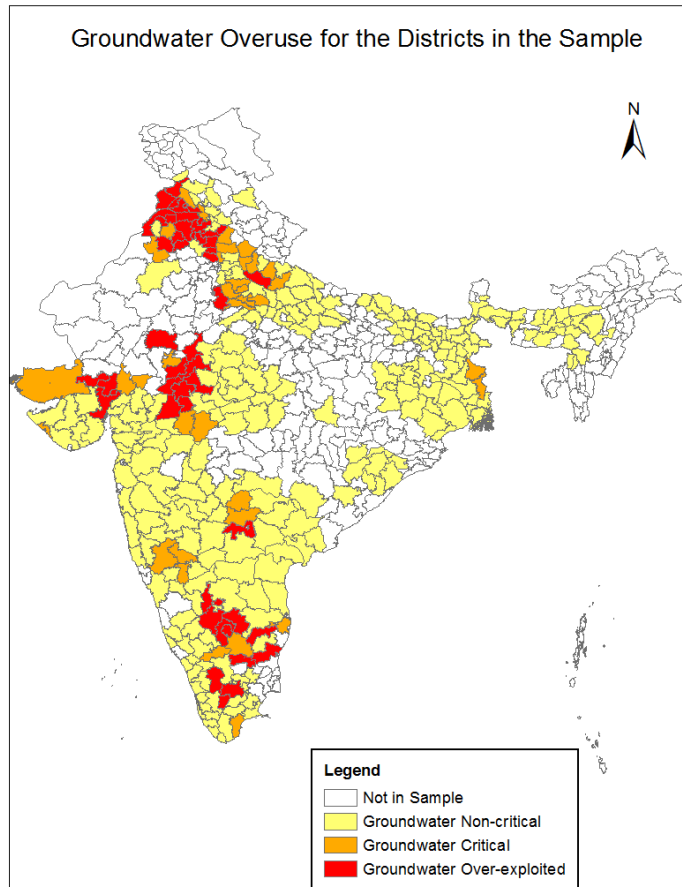 Groundwater Overuse for the Districts in the Sample
N
Legend
Not in Sample
Groundwater Non-critical
Groundwater Critical
Groundwater Over-exploited